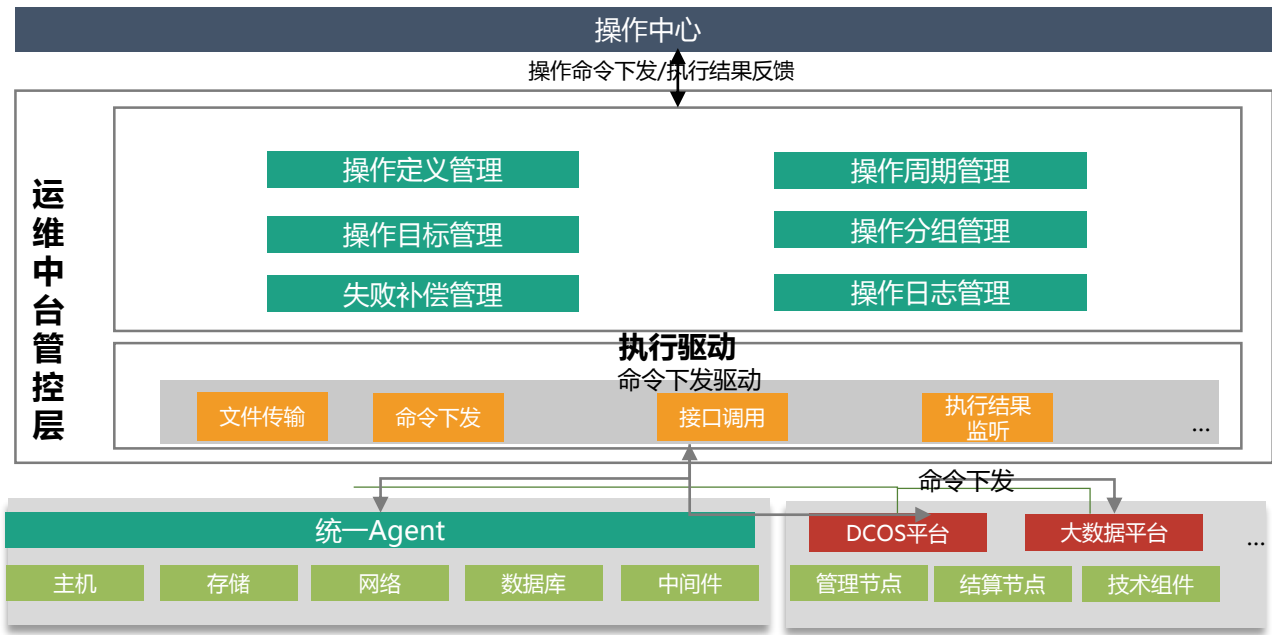 操作中心
操作命令下发/执行结果反馈
运维中台管控层
操作定义管理
操作周期管理
操作目标管理
操作分组管理
失败补偿管理
操作日志管理
执行驱动
命令下发驱动
文件传输
命令下发
接口调用
执行结果
监听
...
命令下发
统一Agent
DCOS平台
大数据平台
...
主机
存储
网络
数据库
中间件
管理节点
结算节点
技术组件